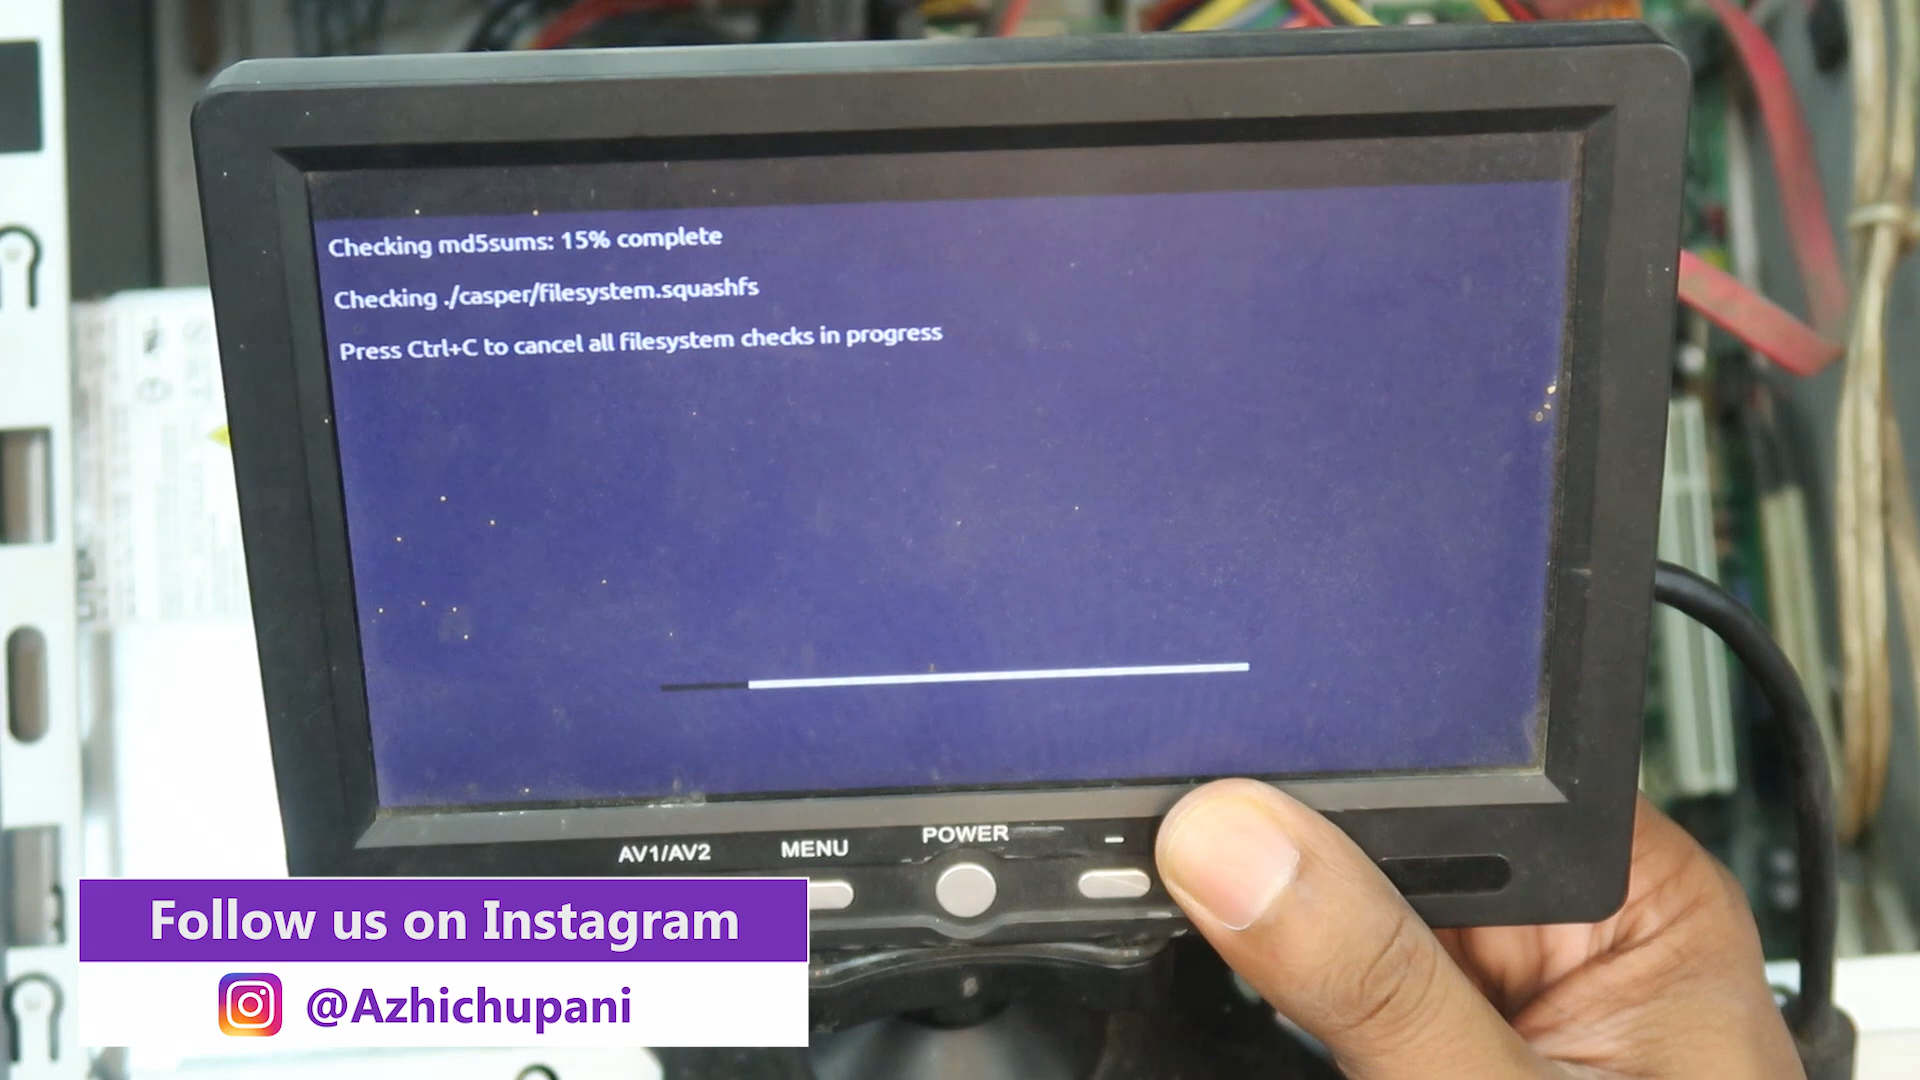 Checking md5sums: 15% complete
Checking ./casper/filesystem.squashfs
Press Ctrl+C to cancel all filesystem checks in progress
AV1/AV2
MENU
POWER
–
Follow us on Instagram
@Azhichupani